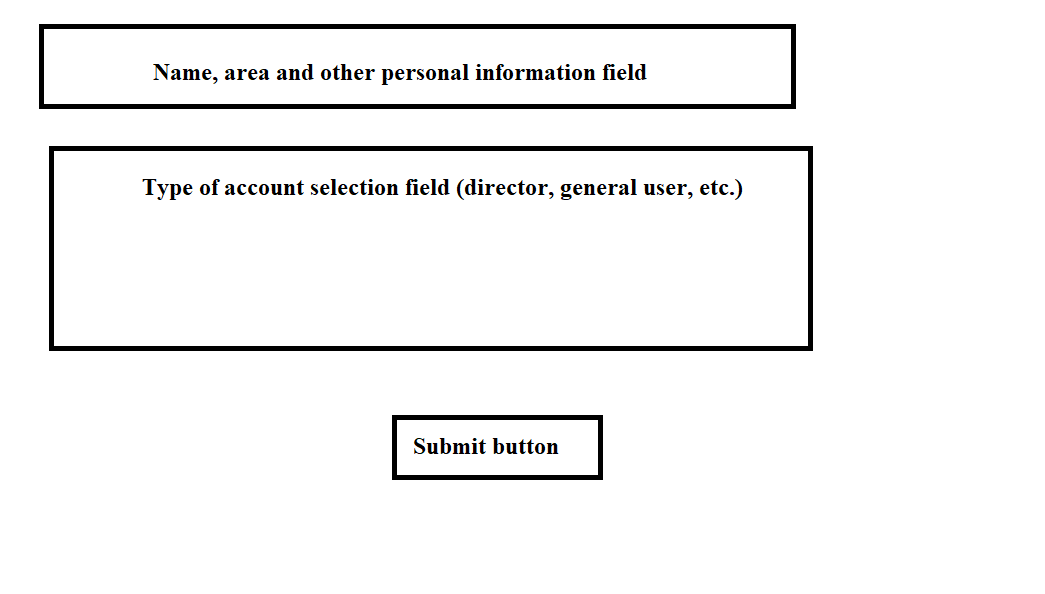 Name, area and other personal information field
Type of account selection field (director, general user, etc.)
Submit button